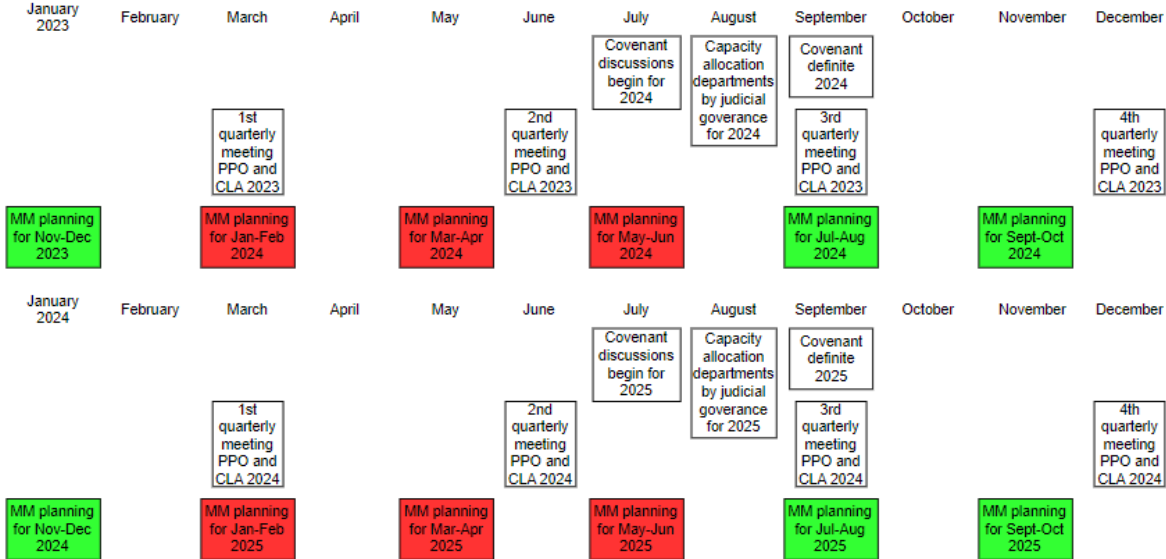 January
2023
February
March
April
May
June
July
August
September
October
November
December
Covenant
discussions
begin for
2024
Capacity
allocation
departments
by judicial
goverance
for 2024
Covenant
definite
2024
1st
quarterly
meeting
PPO and
CLA 2023
2nd
quarterly
meeting
PPO and
CLA 2023
3rd
quarterly
meeting
PPO and
CLA 2023
4th
quarterly
meeting
PPO and
CLA 2023
MM planning
for Nov-Dec
2023
MM planning
for Jan-Feb
2024
MM planning
for Mar-Apr
2024
MM planning
for May-Jun
2024
MM planning
for Jul-Aug
2024
MM planning
for Sept-Oct
2024
January
2024
February
March
April
May
June
July
August
September
October
November
December
Covenant
discussions
begin for
2025
Capacity
allocation
departments
by judicial
goverance
for 2025
Covenant
definite
2025
1st
quarterly
meeting
PPO and
CLA 2024
2nd
quarterly
meeting
PPO and
CLA 2024
3rd
quarterly
meeting
PPO and
CLA 2024
4th
quarterly
meeting
PPO and
CLA 2024
MM planning
for Nov-Dec
2024
MM planning
for Jan-Feb
2025
MM planning
for Mar-Apr
2025
MM planning
for May-Jun
2025
MM planning
for Jul-Aug
2025
MM planning
for Sept-Oct
2025